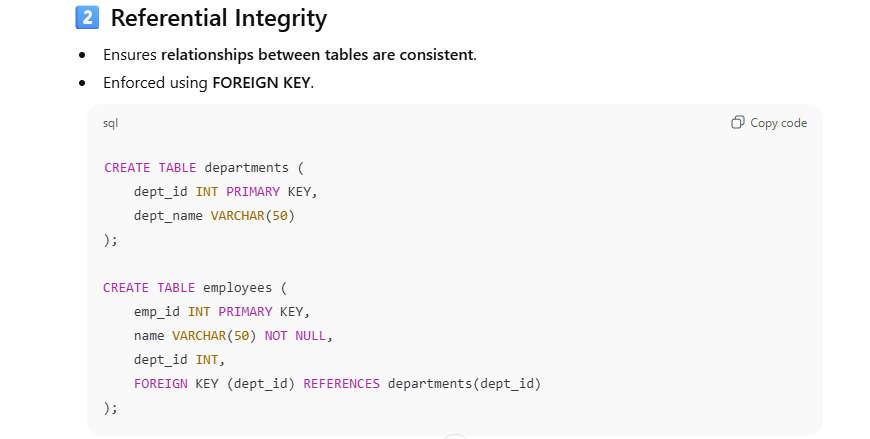 2 Referential Integrity
• Ensures relationships between tables are consistent.
• Enforced using FOREIGN KEY.
sql
Copy code
CREATE TABLE departments (
    dept_id INT PRIMARY KEY,
    dept_name VARCHAR(50)
);
CREATE TABLE employees (
    emp_id INT PRIMARY KEY,
    name VARCHAR(50) NOT NULL,
    dept_id INT,
    FOREIGN KEY (dept_id) REFERENCES departments(dept_id)
);